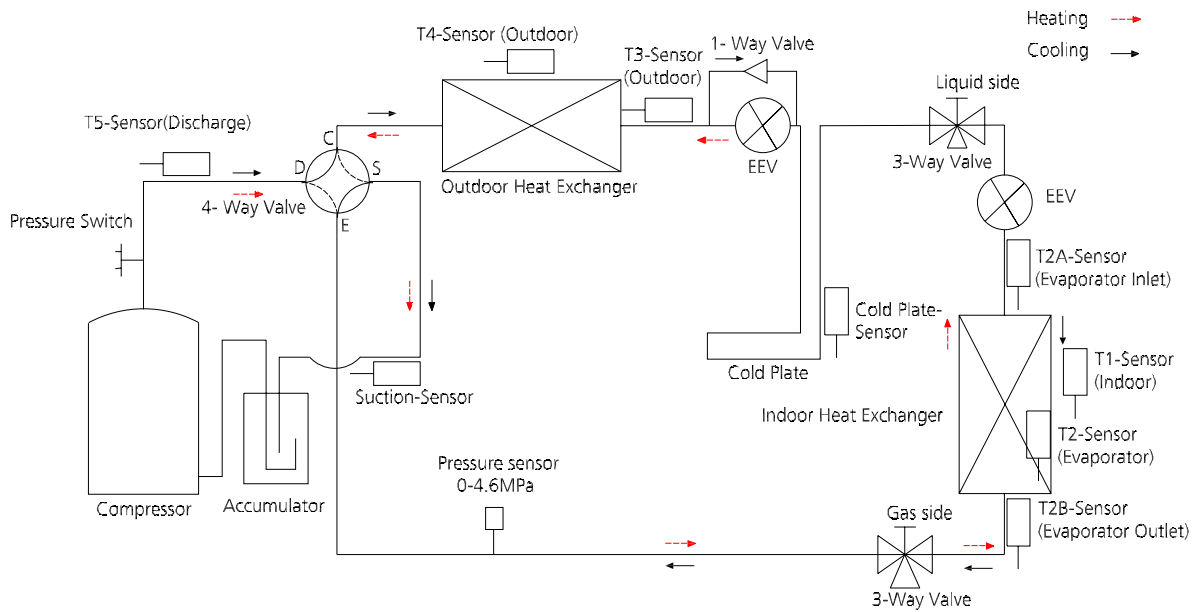 Heating
Cooling
T4-Sensor (Outdoor)
1- Way Valve
T3-Sensor
(Outdoor)
Liquid side
T5-Sensor(Discharge)
C
D
S
E
4- Way Valve
Outdoor Heat Exchanger
EEV
3-Way Valve
Pressure Switch
EEV
T2A-Sensor
(Evaporator Inlet)
Cold Plate-
Sensor
Cold Plate
T1-Sensor
(Indoor)
Suction-Sensor
Indoor Heat Exchanger
T2-Sensor
(Evaporator)
Pressure sensor
0-4.6MPa
Compressor
Accumulator
Gas side
T2B-Sensor
(Evaporator Outlet)
3-Way Valve